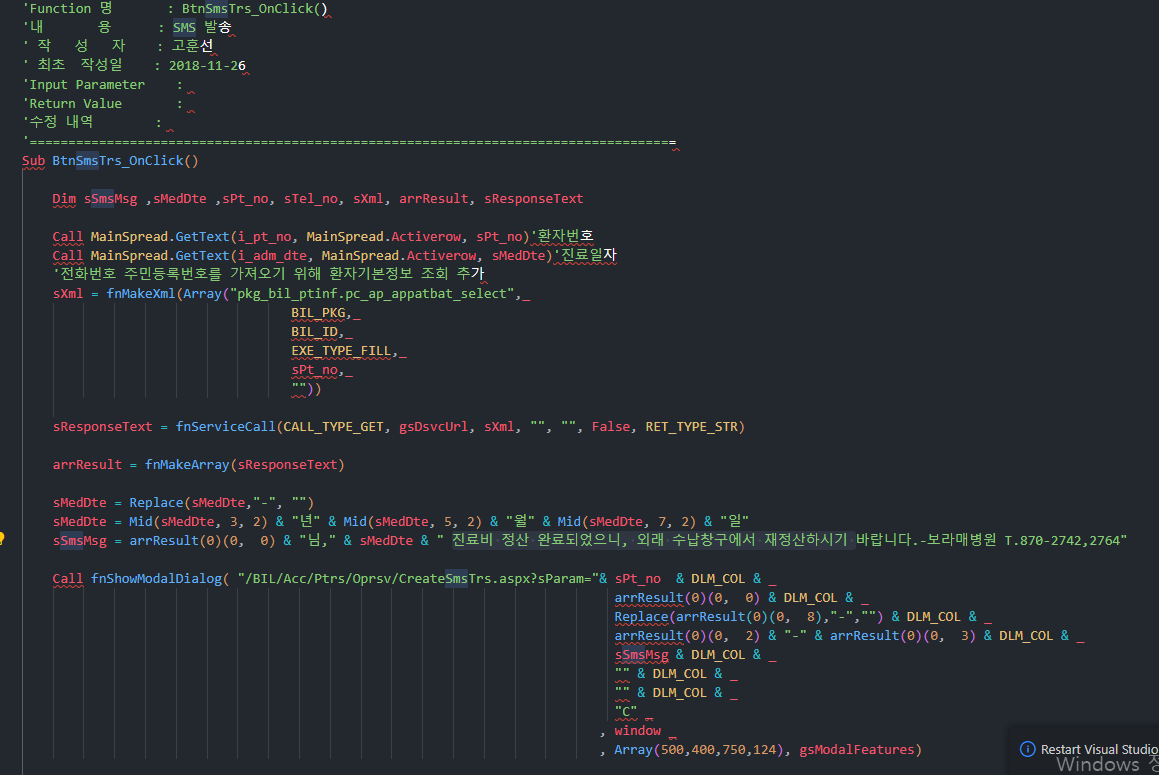 'Function 명       : BtnSmsTrs_OnClick()
'내       용      : SMS 발송
' 작   성   자    : 고훈선
' 최초  작성일    : 2018-11-26
'Input Parameter    :
'Return Value       :
'수정 내역        :
'====================================================================================
Sub BtnSmsTrs_OnClick()
Dim sSmsMsg ,sMedDte ,sPt_no, sTel_no, sXml, arrResult, sResponseText
Call MainSpread.GetText(i_pt_no, MainSpread.Activerow, sPt_no)'환자번호
Call MainSpread.GetText(i_adm_dte, MainSpread.Activerow, sMedDte)'진료일자
'전화번호 주민등록번호를 가져오기 위해 환자기본정보 조회 추가
sXml = fnMakeXml(Array("pkg_bil_ptinf.pc_ap_appatbat_select",_
BIL_PKG,_
BIL_ID,_
EXE_TYPE_FILL,_
sPt_no,_
""))
sResponseText = fnServiceCall(CALL_TYPE_GET, gsDsvcUrl, sXml, "", "", False, RET_TYPE_STR)
arrResult = fnMakeArray(sResponseText)
sMedDte = Replace(sMedDte,"-", "")
sMedDte = Mid(sMedDte, 3, 2) & "년" & Mid(sMedDte, 5, 2) & "월" & Mid(sMedDte, 7, 2) & "일"
sSmsMsg = arrResult(0)(0,  0) & "님," & sMedDte & " 진료비 정산 완료되었으니, 외래 수납창구에서 재정산하시기 바랍니다.-보라매병원 T.870-2742,2764"
Call fnShowModalDialog( "/BIL/Acc/Ptrs/Oprsv/CreateSmsTrs.aspx?sParam="& sPt_no  & DLM_COL & _
arrResult(0)(0,  0) & DLM_COL & _
Replace(arrResult(0)(0,  8),"-","") & DLM_COL & _
arrResult(0)(0,  2) & "-" & arrResult(0)(0,  3) & DLM_COL & _
sSmsMsg & DLM_COL & _
"" & DLM_COL & _
"" & DLM_COL & _
"C" _
, window _
, Array(500,400,750,124), gsModalFeatures)
Restart Visual Studio
Windows